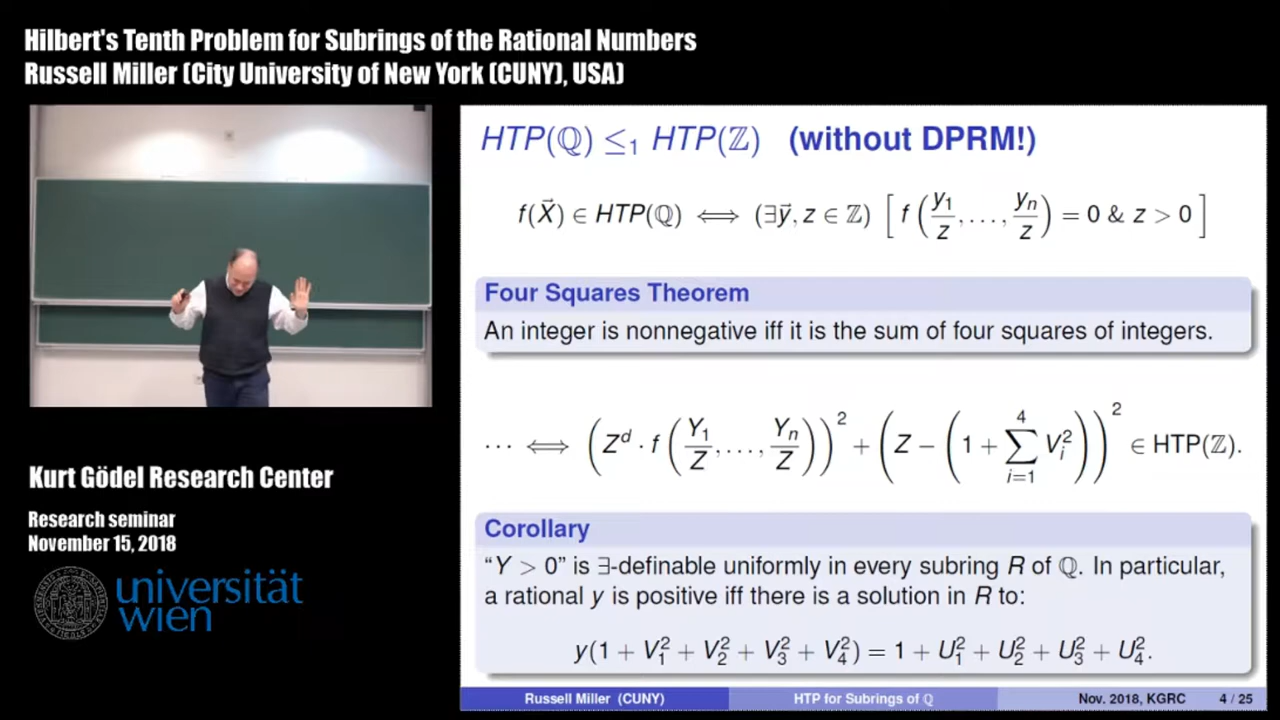 Hilbert's Tenth Problem for Subrings of the Rational Numbers
Russell Miller (City University of New York (CUNY), USA)
HTP(ℚ) ≤₁ HTP(ℤ) (without DPRM!)
f(X⃗) ∈ HTP(ℚ) ⟺ (∃y⃗, z ∈ ℤ) [ f(y₁/z, . . . , yₙ/z) = 0 & z > 0 ]
Four Squares Theorem
An integer is nonnegative iff it is the sum of four squares of integers.
· · · ⟺ (Z^d · f(Y₁/Z, . . . , Yₙ/Z))² + (Z − (1 + ∑_{i=1}^{4} V_i²))² ∈ HTP(ℤ).
Corollary
“Y > 0” is ∃-definable uniformly in every subring R of ℚ. In particular,
a rational y is positive iff there is a solution in R to:
y(1 + V₁² + V₂² + V₃² + V₄²) = 1 + U₁² + U₂² + U₃² + U₄².
Russell Miller (CUNY) HTP for Subrings of ℚ Nov. 2018, KGRC 4 / 25
Kurt Gödel Research Center
Research seminar
November 15, 2018
universität
wien